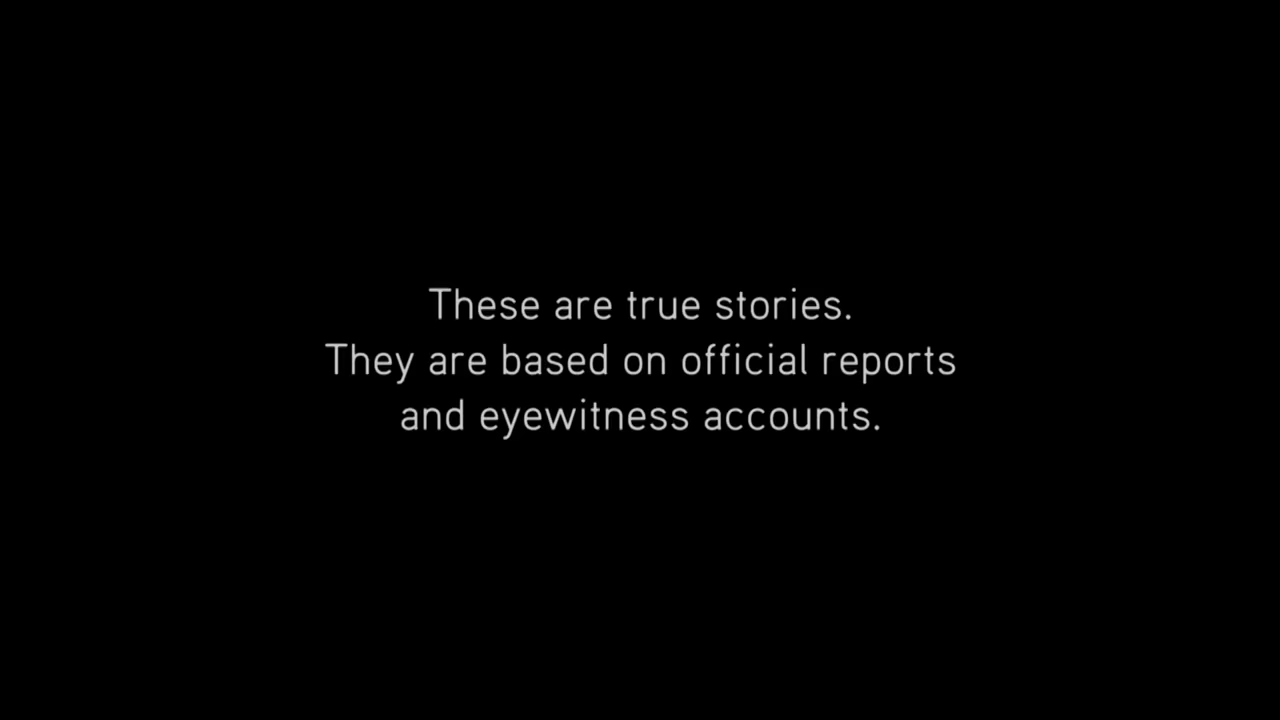 These are true stories.
They are based on official reports
and eyewitness accounts.